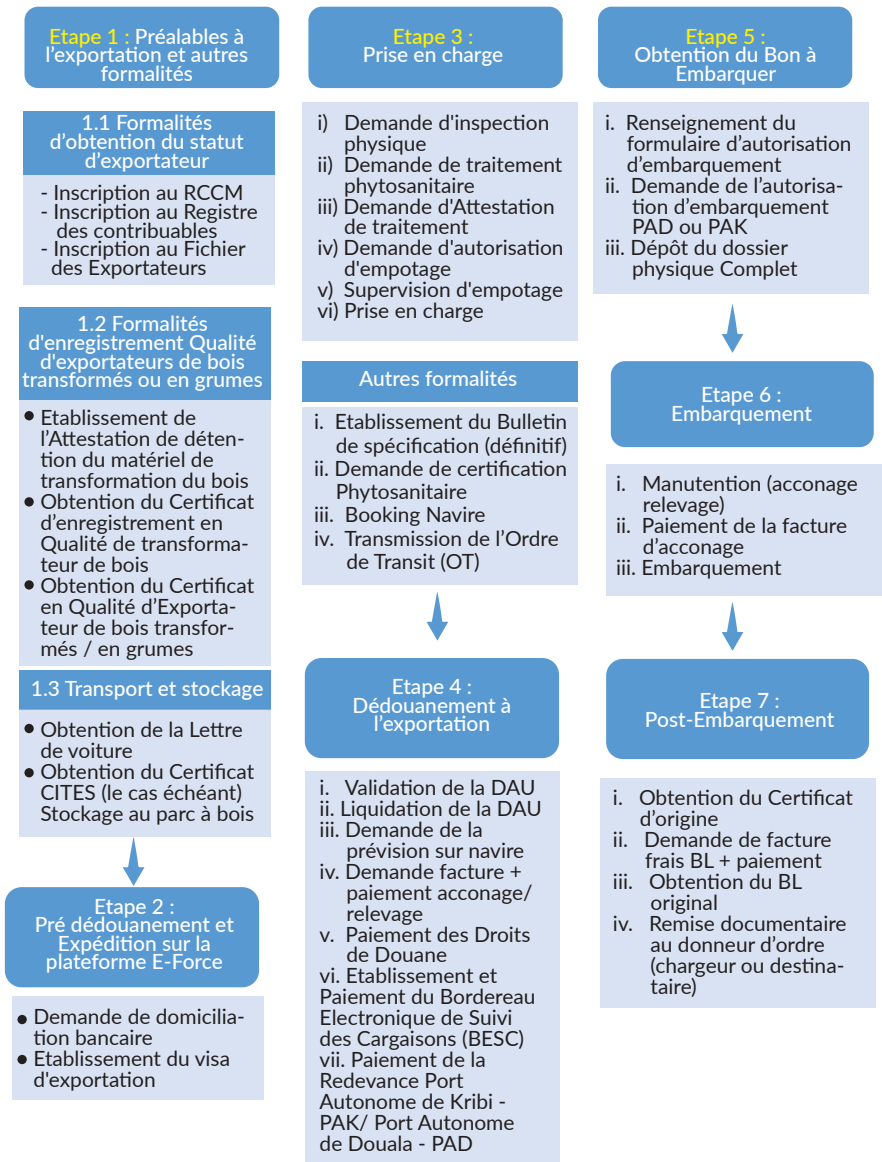 Etape 1 : Préalables à
l'exportation et autres
formalités
1.1 Formalités
d'obtention du statut
d'exportateur
- Inscription au RCCM
- Inscription au Registre
des contribuables
- Inscription au Fichier
des Exportateurs
1.2 Formalités
d'enregistrement Qualité
d'exportateurs de bois
transformés ou en grumes
● Etablissement de
l'Attestation de déten-
tion du matériel de
transformation du bois
● Obtention du Certificat
d'enregistrement en
Qualité de transforma-
teur de bois
● Obtention du Certificat
en Qualité d'Exporta-
teur de bois transfor-
més / en grumes
1.3 Transport et stockage
● Obtention de la Lettre
de voiture
● Obtention du Certificat
CITES (le cas échéant)
Stockage au parc à bois
Etape 2 :
Pré dédouanement et
Expédition sur la
plateforme E-Force
● Demande de domicilia-
tion bancaire
● Etablissement du visa
d'exportation
Etape 3 :
Prise en charge
i) Demande d'inspection
physique
ii) Demande de traitement
phytosanitaire
iii) Demande d'Attestation
de traitement
iv) Demande d'autorisation
d'empotage
v) Supervision d'empotage
vi) Prise en charge
Autres formalités
i. Etablissement du Bulletin
de spécification (définitif)
ii. Demande de certification
Phytosanitaire
iii. Booking Navire
iv. Transmission de l'Ordre
de Transit (OT)
Etape 4 :
Dédouanement à
l'exportation
i. Validation de la DAU
ii. Liquidation de la DAU
iii. Demande de la
prévision sur navire
iv. Demande facture +
paiement acconage/
relevage
v. Paiement des Droits
de Douane
vi. Etablissement et
Paiement du Bordereau
Electronique de Suivi
des Cargaisons (BESC)
vii. Paiement de la
Redevance Port
Autonome de Kribi -
PAK/ Port Autonome
de Douala - PAD
Etape 5 :
Obtention du Bon à
Embarquer
i. Renseignement du
formulaire d'autorisation
d'embarquement
ii. Demande de l'autorisa-
tion d'embarquement
PAD ou PAK
iii. Dépôt du dossier
physique Complet
Etape 6 :
Embarquement
i. Manutention (acconage
relevage)
ii. Paiement de la facture
d'acconage
iii. Embarquement
Etape 7 :
Post-Embarquement
i. Obtention du Certificat
d'origine
ii. Demande de facture
frais BL + paiement
iii. Obtention du BL
original
iv. Remise documentaire
au donneur d'ordre
(chargeur ou destina-
taire)